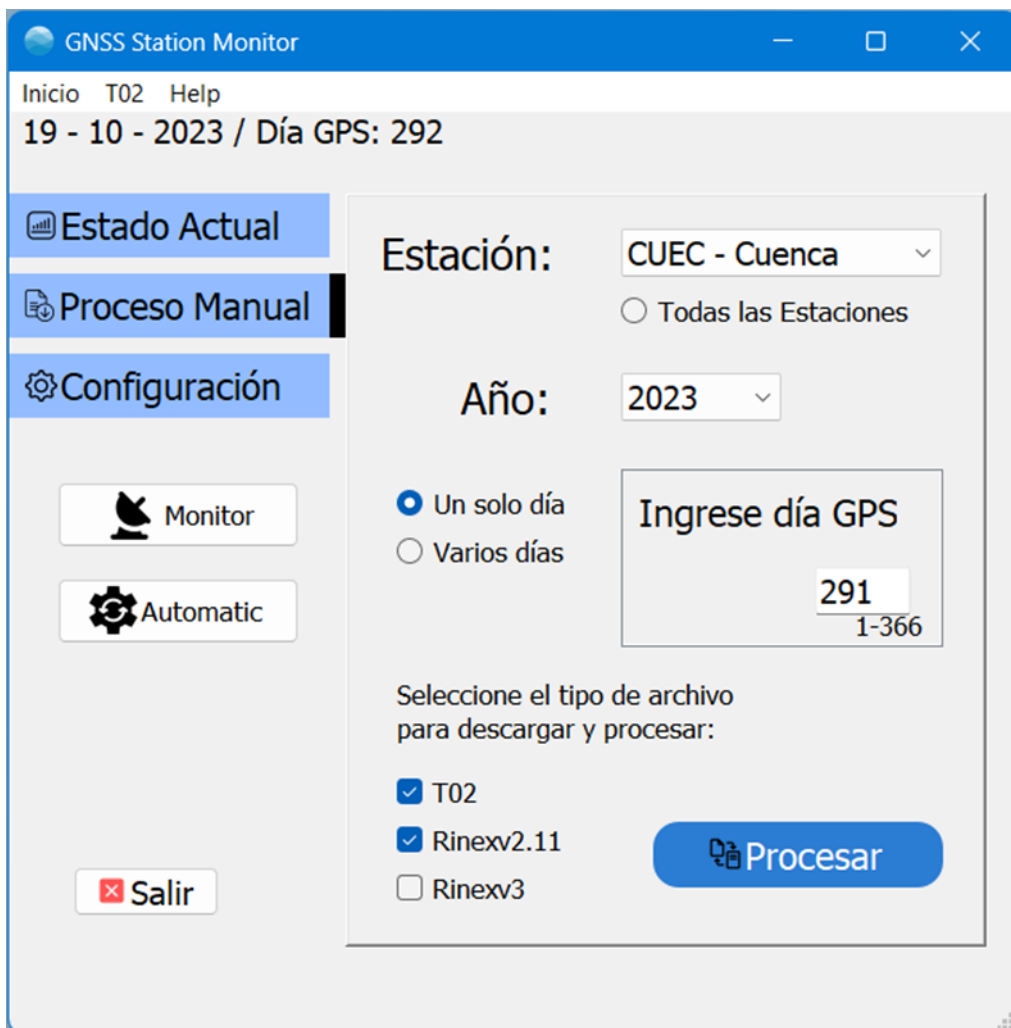 GNSS Station Monitor
Inicio T02 Help
19 - 10 - 2023 / Día GPS: 292
Estado Actual
Proceso Manual
Configuración
Monitor
Automatic
Salir
Estación: CUEC - Cuenca
Todas las Estaciones
Año: 2023
Un solo día
Varios días
Ingrese día GPS
291
1-366
Seleccione el tipo de archivo
para descargar y procesar:
T02
Rinexv2.11
Rinexv3
Procesar